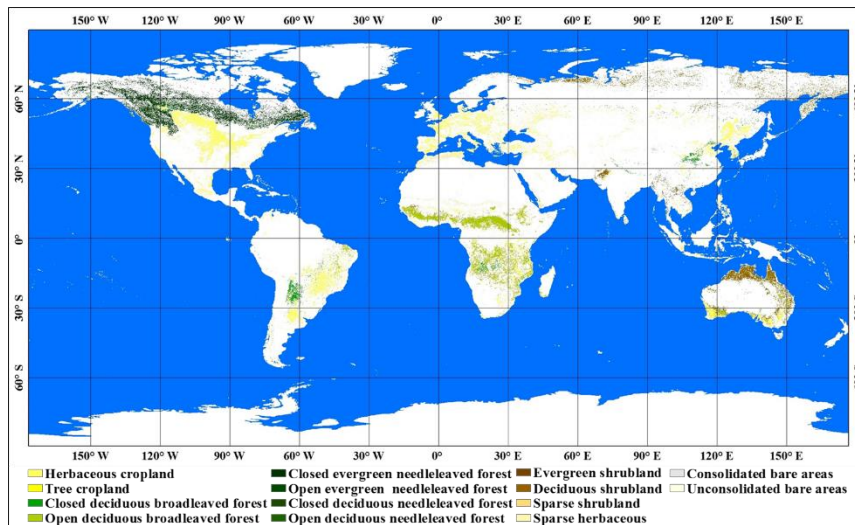 150° W 120° W 90° W 60° W 30° W 0° 30° E 60° E 90° E 120° E 150° E
60° N
30° N
0°
30° S
60° S
150° W 120° W 90° W 60° W 30° W 0° 30° E 60° E 90° E 120° E 150° E
Herbaceous cropland Closed evergreen needleleaved forest Evergreen shrubland Consolidated bare areas
Tree cropland Open evergreen needleleaved forest Deciduous shrubland Unconsolidated bare areas
Closed deciduous broadleaved forest Closed deciduous needleleaved forest Sparse shrubland
Open deciduous broadleaved forest Open deciduous needleleaved forest Sparse herbaceous